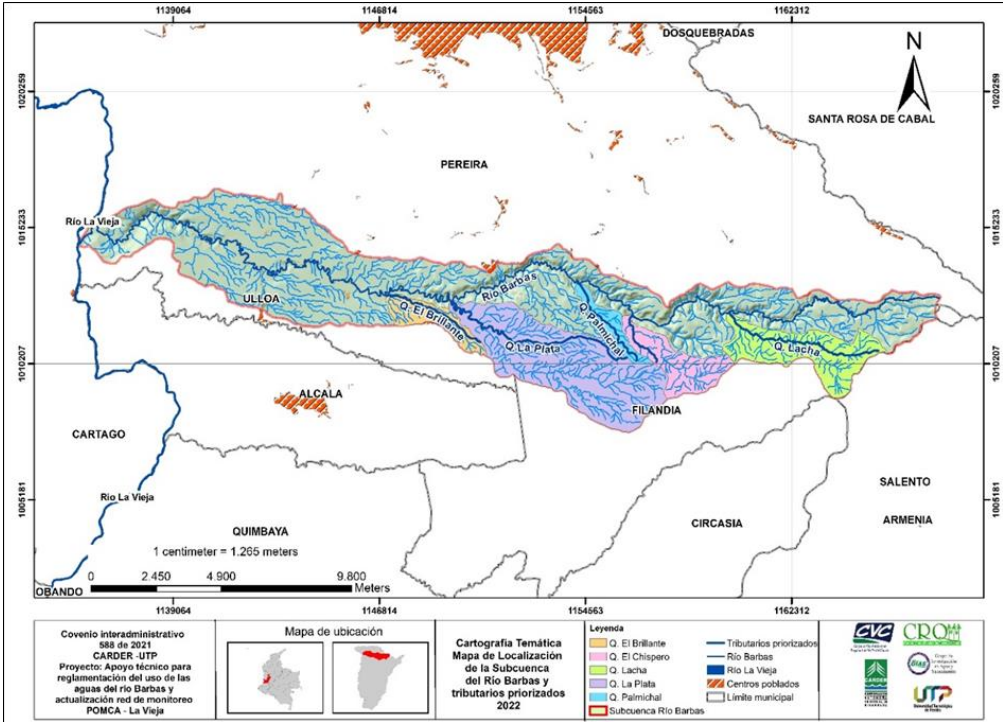 1139064
1146814
1154563
1162312
DOSQUEBRADAS
N
1020259
1020259
SANTA ROSA DE CABAL
PEREIRA
Río La Vieja
1015233
1015233
Río Barbas
ULLOA
Q. El Brillante
Q. Palmichal
Q. La Plata
Q. Lacha
1010207
1010207
ALCALA
FILANDIA
CARTAGO
Río La Vieja
1005181
1005181
SALENTO
QUIMBAYA
CIRCASIA
ARMENIA
1 centimeter = 1.265 meters
0 2.450 4.900 9.800
Meters
OBANDO
1139064
1146814
1154563
1162312
Covenio interadministrativo
588 de 2021
CARDER -UTP
Proyecto: Apoyo técnico para
reglamentación del uso de las
aguas del río Barbas y
actualización red de monitoreo
POMCA - La Vieja
Mapa de ubicación
Cartografía Temática
Mapa de Localización
de la Subcuenca
del Río Barbas y
tributarios priorizados
2022
Leyenda
Q. El Brillante
Q. El Chispero
Q. Lacha
Q. La Plata
Q. Palmichal
Subcuenca Río Barbas
Tributarios priorizados
Río Barbas
Río La Vieja
Centros poblados
Límite municipal
CVC
CRQ
CARDER
UTP